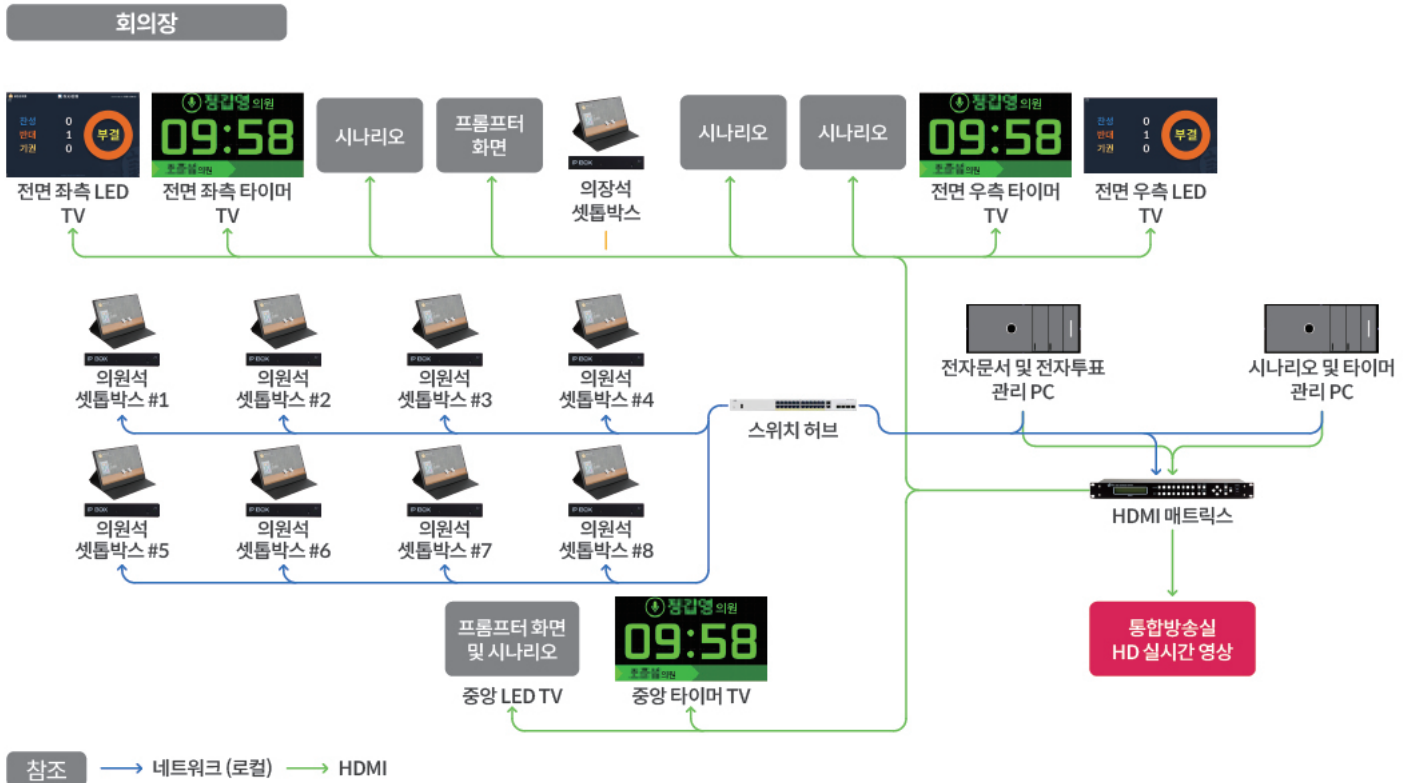 회의장
찬성 0
반대 1
기권 0
부결
정갑영 의원
09:58
의원
시나리오
프롬프터
화면
IP BOX
시나리오
시나리오
정갑영 의원
09:58
의원
찬성 0
반대 1
기권 0
부결
전면 좌측 LED
TV
전면 좌측 타이머
TV
의장석
셋톱박스
전면 우측 타이머
TV
전면 우측 LED
TV
IP BOX
IP BOX
IP BOX
IP BOX
의원석
셋톱박스 #1
의원석
셋톱박스 #2
의원석
셋톱박스 #3
의원석
셋톱박스 #4
스위치 허브
전자문서 및 전자투표
관리 PC
시나리오 및 타이머
관리 PC
IP BOX
IP BOX
IP BOX
IP BOX
의원석
셋톱박스 #5
의원석
셋톱박스 #6
의원석
셋톱박스 #7
의원석
셋톱박스 #8
HDMI 매트릭스
프롬프터 화면
및 시나리오
정갑영 의원
09:58
의원
중앙 LED TV
중앙 타이머 TV
통합방송실
HD 실시간 영상
참조
네트워크 (로컬)
HDMI